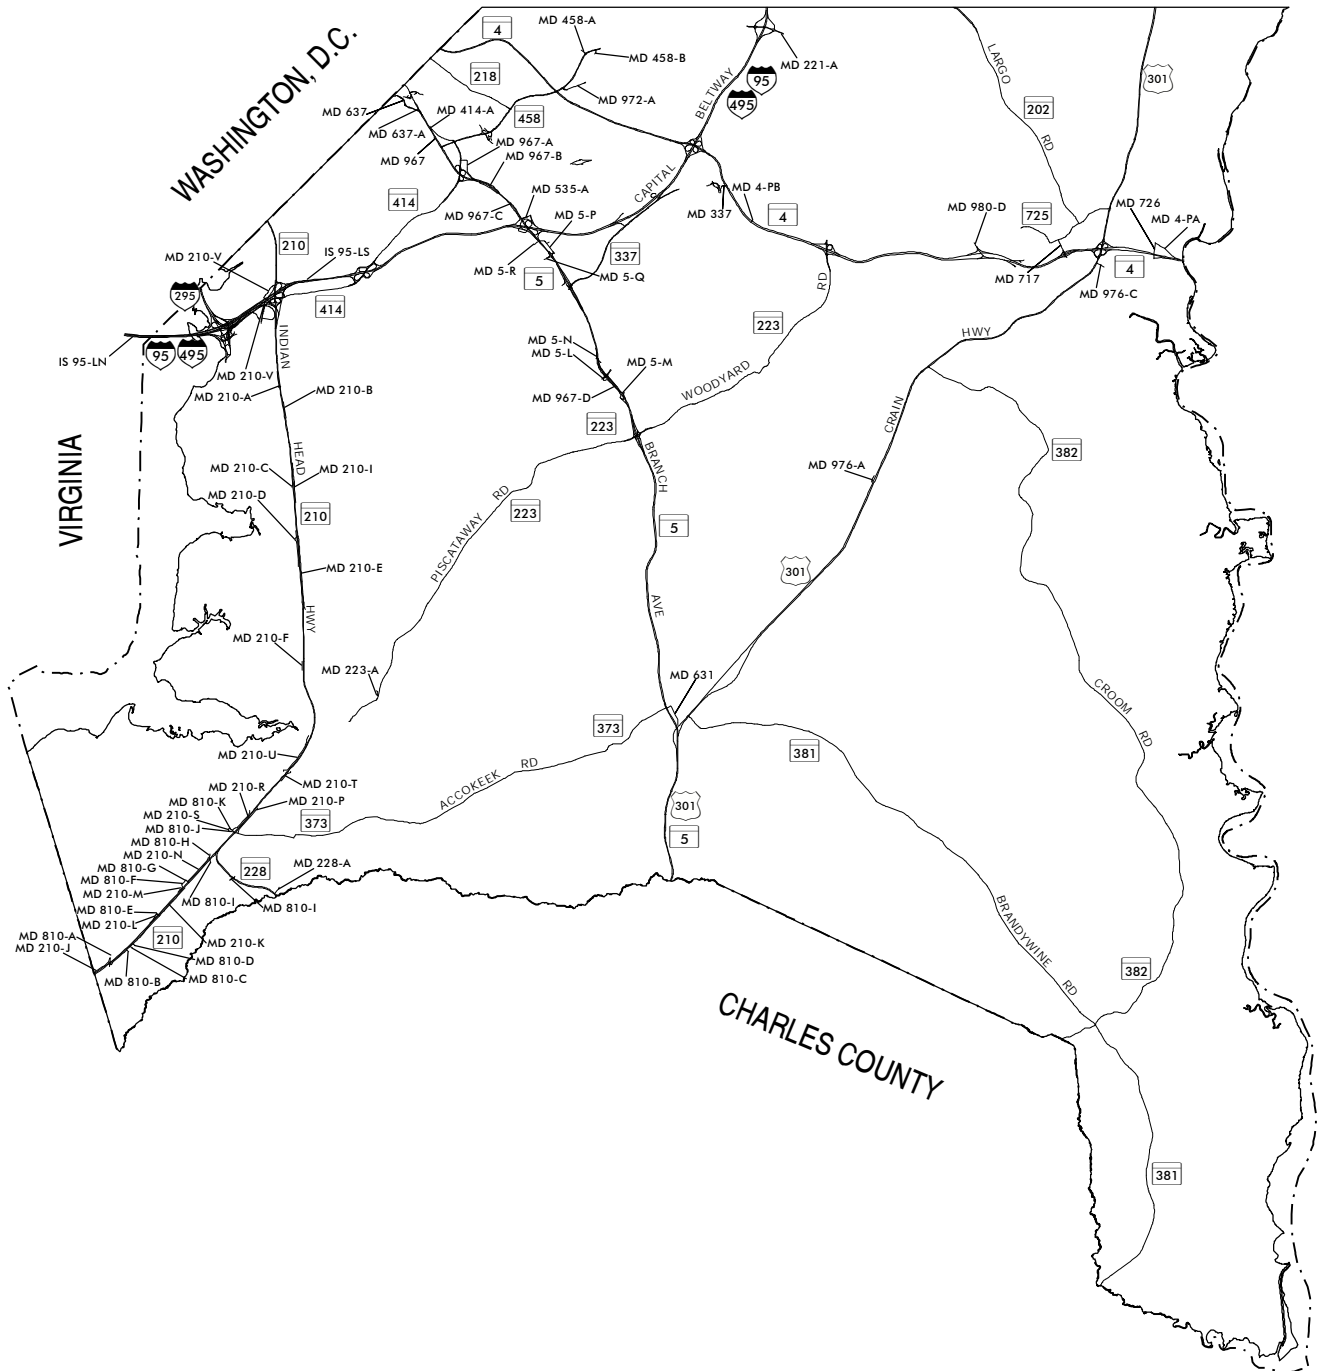 WASHINGTON, D.C.
4
MD 458-A
MD 458-B
MD 221-A
218
MD 972-A
95
495
BELTWAY
LARGO
RD
202
301
MD 637
MD 414-A
458
MD 637-A
MD 967
MD 967-A
MD 967-B
414
MD 967-C
MD 535-A
CAPITAL
MD 337
MD 4-PB
4
MD 980-D
725
MD 726
MD 4-PA
MD 5-P
337
MD 5-R
MD 5-Q
5
MD 210-V
210
IS 95-LS
295
414
MD 717
4
MD 976-C
IS 95-LN
95
495
INDIAN
HEAD
HWY
MD 210-V
MD 210-A
MD 210-B
MD 5-N
MD 5-L
MD 5-M
MD 967-D
RD
223
WOODYARD
HWY
CRAIN
VIRGINIA
223
BRANCH
AVE
MD 210-C
MD 210-I
MD 210-D
210
MD 210-E
PISCATAWAY RD
223
5
MD 976-A
382
301
MD 210-F
MD 223-A
MD 631
CROOM
RD
373
381
MD 210-U
MD 210-T
ACCOKEEK RD
MD 210-R
MD 810-K
MD 210-P
MD 210-S
MD 810-J
373
301
5
MD 810-H
MD 210-N
MD 810-G
MD 810-F
MD 210-M
228
MD 228-A
MD 810-I
MD 810-I
MD 810-E
MD 210-L
MD 810-A
MD 210-J
210
MD 210-K
MD 810-D
MD 810-B
MD 810-C
BRANDYWINE
RD
382
CHARLES COUNTY
381